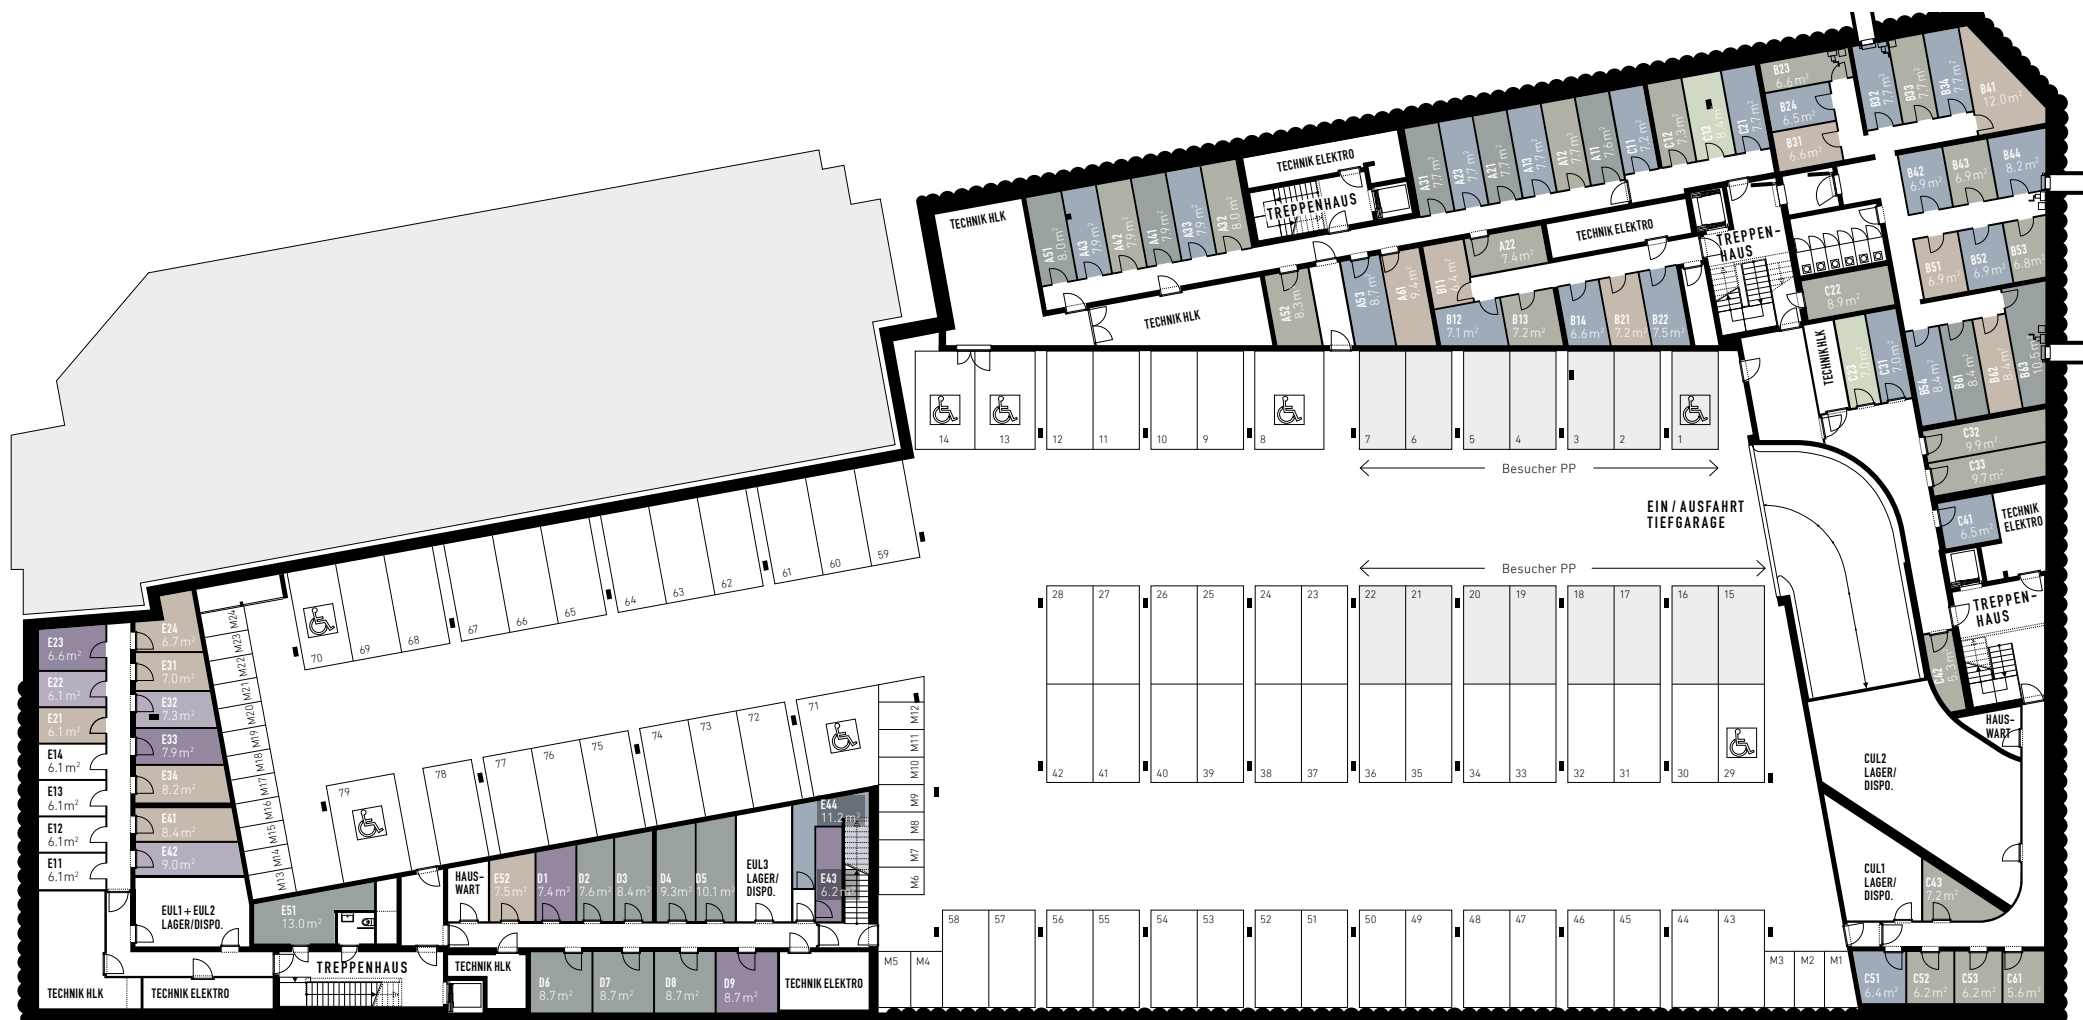 B23
6.6 m²
B24
6.5 m²
B31
6.6 m²
B32
7.7 m²
B33
7.7 m²
B34
7.7 m²
B41
12.0 m²
B42
6.9 m²
B43
6.9 m²
B44
8.2 m²
B51
6.9 m²
B52
6.9 m²
B53
6.8 m²
TECHNIK HLK
A51
8.0 m²
A43
7.9 m²
A42
7.9 m²
A41
7.9 m²
A33
7.9 m²
A32
8.0 m²
TECHNIK ELEKTRO
TREPPENHAUS
A31
7.7 m²
A23
7.7 m²
A21
7.7 m²
A13
7.7 m²
A12
7.7 m²
A11
7.6 m²
C11
7.2 m²
C12
7.3 m²
C13
8.4 m²
C21
7.7 m²
TECHNIK HLK
A52
8.3 m
A53
8.7 m²
A61
9.4 m²
B11
6.4 m²
A22
7.4 m²
TECHNIK ELEKTRO
B12
7.1 m²
B13
7.2 m²
B14
6.6 m²
B21
7.2 m²
B22
7.5 m²
TREPPEN-
HAUS
C22
8.9 m²
TECHNIK HLK
C23
7.0 m²
C31
7.0 m²
B54
8.4 m²
B61
8.4 m²
B62
8.4 m²
B63
10.5 m²
C32
9.9 m²
C33
9.7 m²
C41
6.5 m²
TECHNIK
ELEKTRO
TREPPEN-
HAUS
C42
5.3 m²
HAUS-
WART
14
13
12
11
10
9
8
7
6
5
4
3
2
1
Besucher PP
EIN / AUSFAHRT
TIEFGARAGE
Besucher PP
59
60
61
62
63
64
65
66
67
68
69
70
28
27
26
25
24
23
22
21
20
19
18
17
16
15
42
41
40
39
38
37
36
35
34
33
32
31
30
29
E23
6.6 m²
E22
6.1 m²
E21
6.1 m²
E14
6.1 m²
E13
6.1 m²
E12
6.1 m²
E11
6.1 m²
E24
6.7 m²
E31
7.0 m²
E32
7.3 m²
E33
7.9 m²
E34
8.2 m²
E41
8.4 m²
E42
9.0 m²
M24
M23
M22
M21
M20
M19
M18
M17
M16
M15
M14
M13
71
72
73
74
75
76
77
78
79
M12
M11
M10
M9
M8
M7
M6
CUL2
LAGER/
DISPO.
CUL1
LAGER/
DISPO.
C43
7.2 m²
EUL1 + EUL2
LAGER/DISPO.
E51
13.0 m²
HAUS-
WART
E52
7.5 m²
D1
7.4 m²
D2
7.6 m²
D3
8.4 m²
D4
9.3 m²
D5
10.1 m²
EUL3
LAGER/
DISPO.
E44
11.2 m²
E43
6.2 m²
58
57
56
55
54
53
52
51
50
49
48
47
46
45
44
43
M5
M4
M3
M2
M1
TECHNIK HLK
TECHNIK ELEKTRO
TREPPENHAUS
TECHNIK HLK
D6
8.7 m²
D7
8.7 m²
D8
8.7 m²
D9
8.7 m²
TECHNIK ELEKTRO
C51
6.4 m²
C52
6.2 m²
C53
6.2 m²
C61
5.6 m²